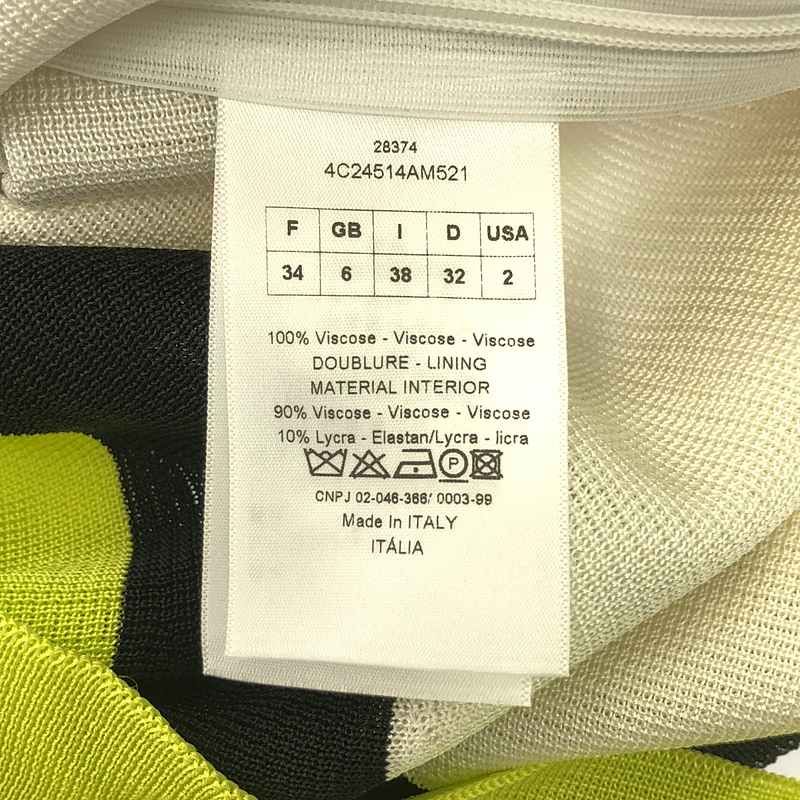 28374
4C24514AM521
F GB I D USA
34 6 38 32 2
100% Viscose - Viscose - Viscose
DOUBLURE - LINING
MATERIAL INTERIOR
90% Viscose - Viscose - Viscose
10% Lycra - Elastan/Lycra - licra
P
CNPJ 02-046-366/ 0003-99
Made In ITALY
ITÁLIA